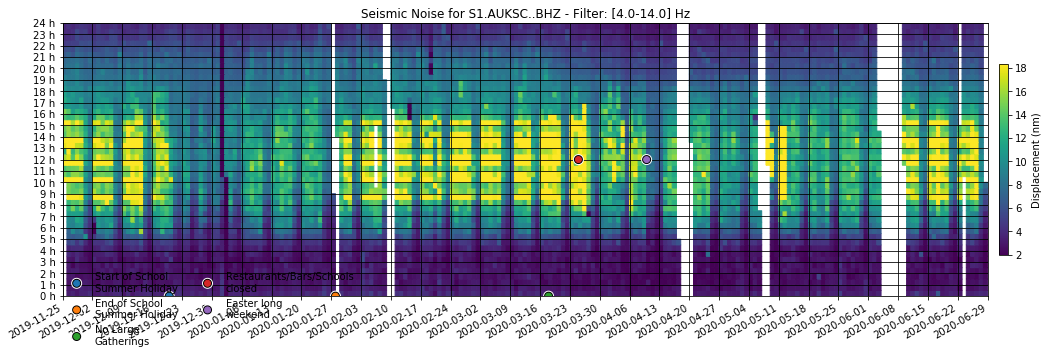 Seismic Noise for S1.AUKSC..BHZ - Filter: [4.0-14.0] Hz
24 h
23 h
22 h
21 h
20 h
19 h
18 h
17 h
16 h
15 h
14 h
13 h
12 h
11 h
10 h
9 h
8 h
7 h
6 h
5 h
4 h
3 h
2 h
1 h
0 h
18
16
14
12
10
8
6
4
2
Displacement (nm)
Start of School
Summer Holiday
Restaurants/Bars/Schools
closed
End of School
Summer Holiday
Easter long
weekend
No Large
Gatherings
2019-11-25
2020-01-27
2020-02-03
2020-02-10
2020-02-17
2020-02-24
2020-03-02
2020-03-09
2020-03-16
2020-03-23
2020-03-30
2020-04-06
2020-04-13
2020-04-20
2020-04-27
2020-05-04
2020-05-11
2020-05-18
2020-05-25
2020-06-01
2020-06-08
2020-06-15
2020-06-22
2020-06-29